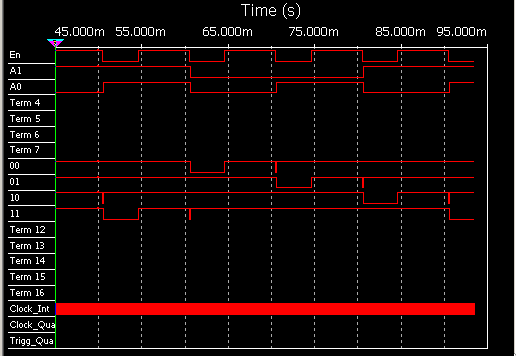 Time (s)
45.000m 55.000m 65.000m 75.000m 85.000m 95.000m
En
A1
A0
Term 4
Term 5
Term 6
Term 7
00
01
10
11
Term 12
Term 13
Term 14
Term 15
Term 16
Clock_Int
Clock_Qua
Trigg_Qua